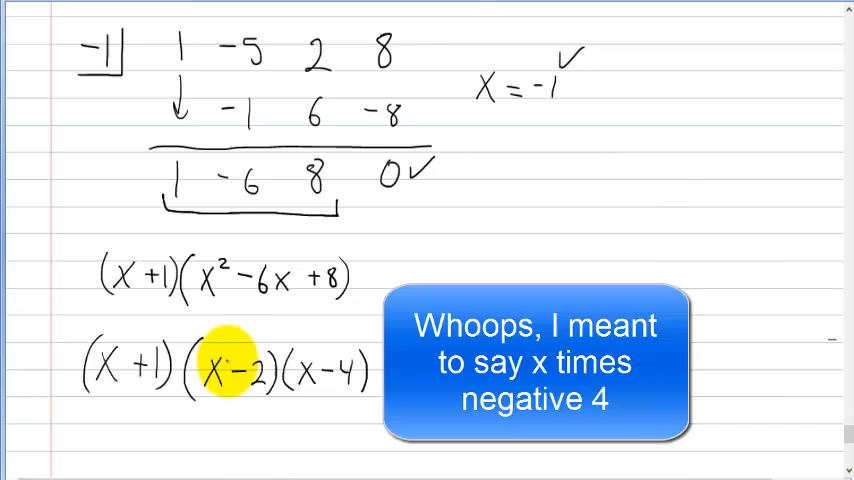 -1 1 -5 2 8
x = -1 ✓
↓ -1 6 -8
1 -6 8 0 ✓
(x +1)(x² -6x +8)
(x +1)(x -2)(x -4)
Whoops, I meant
to say x times
negative 4